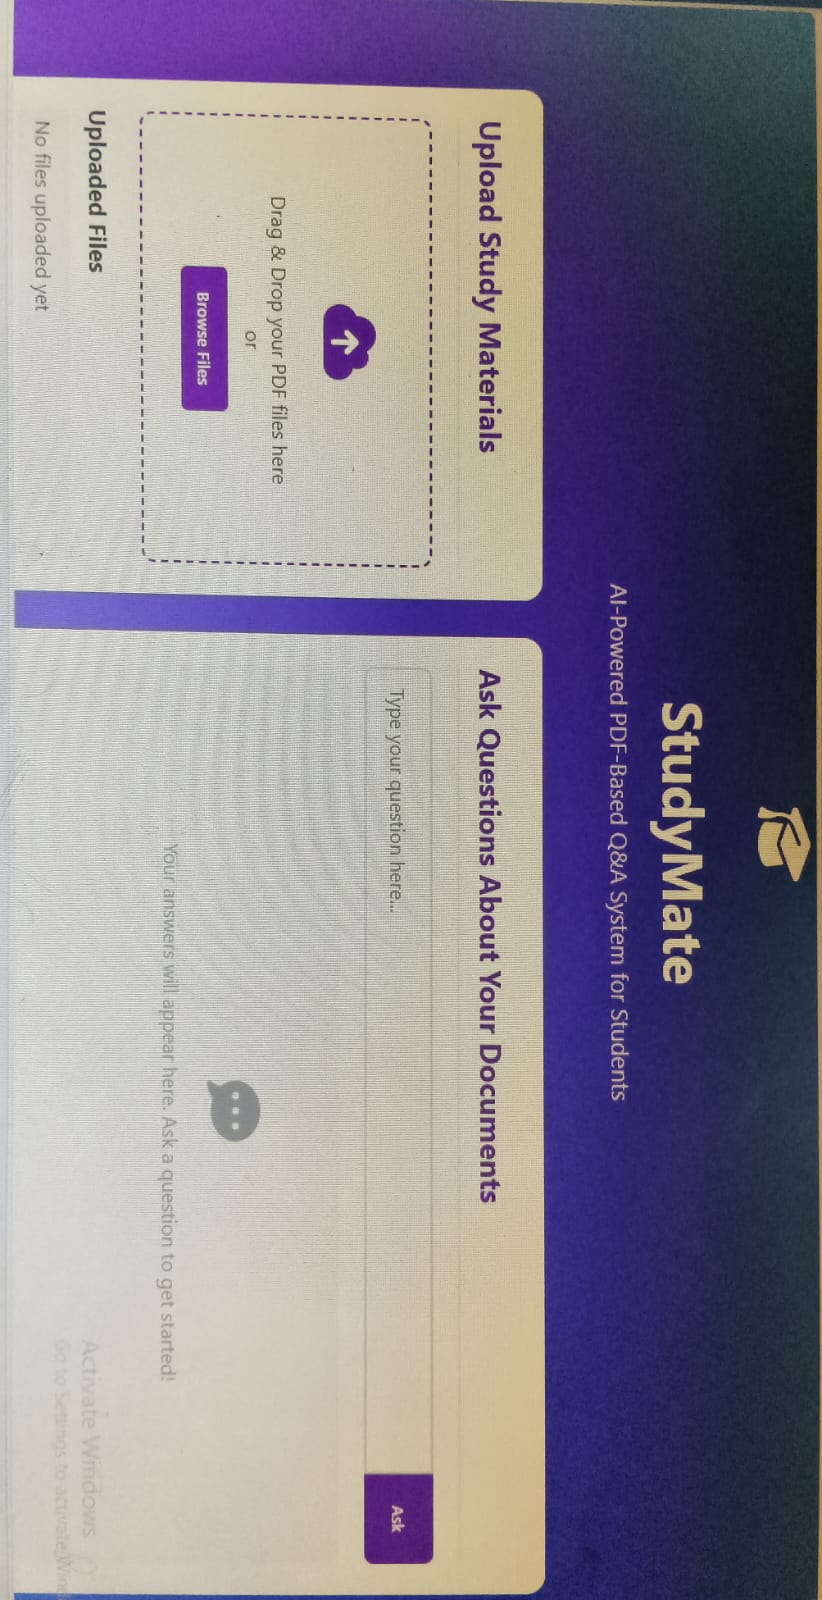 StudyMate
AI-Powered PDF-Based Q&A System for Students
Upload Study Materials
Drag & Drop your PDF files here
or
Browse Files
Uploaded Files
No files uploaded yet
Ask Questions About Your Documents
Type your question here...
Ask
Your answers will appear here. Ask a question to get started!
Activate Windows
Go to Settings to activate